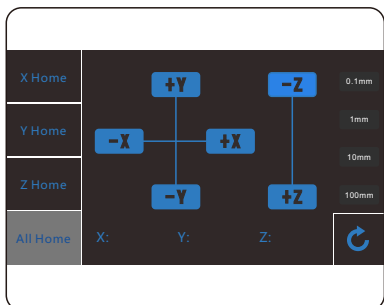 X Home
Y Home
Z Home
All Home
+Y
-X
+X
-Y
-Z
+Z
0.1mm
1mm
10mm
100mm
X:
Y:
Z: